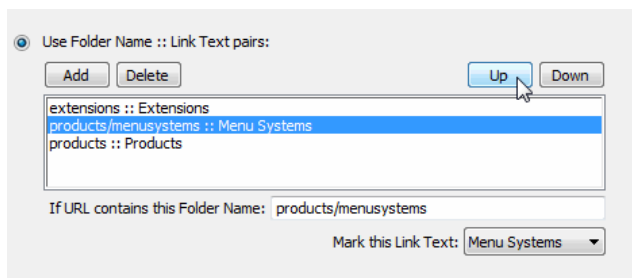 Use Folder Name :: Link Text pairs:
Add Delete Up Down
extensions :: Extensions
products/menusystems :: Menu Systems
products :: Products
If URL contains this Folder Name: products/menusystems
Mark this Link Text: Menu Systems